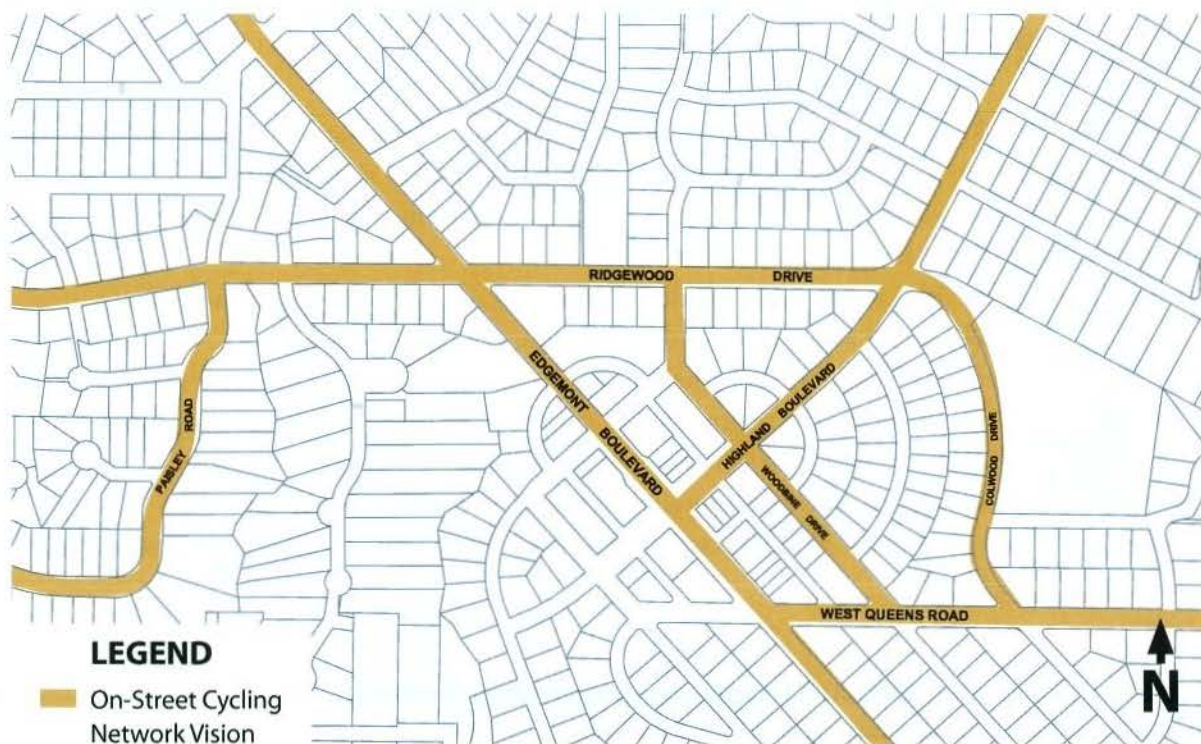 RIDGEWOOD DRIVE
EDGEMONT BOULEVARD
HIGHLAND BOULEVARD
PAISLEY ROAD
WOODBINE DRIVE
COLWOOD DRIVE
WEST QUEENS ROAD
N
LEGEND
On-Street Cycling
Network Vision